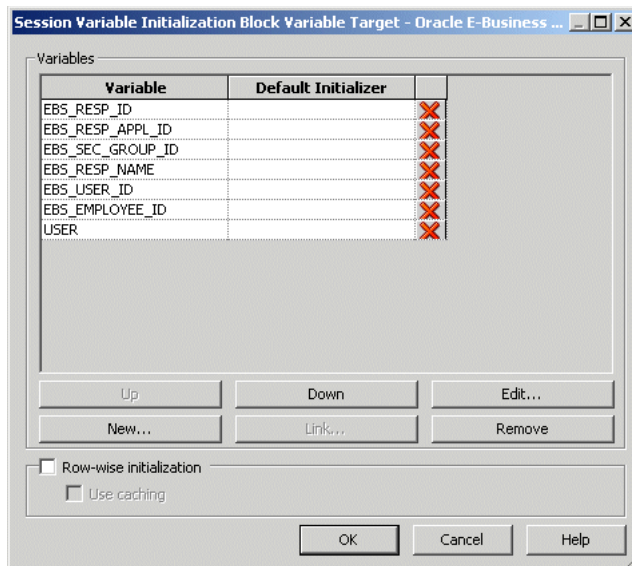 Session Variable Initialization Block Variable Target - Oracle E-Business ...
Variables
Variable Default Initializer
EBS_RESP_ID
EBS_RESP_APPL_ID
EBS_SEC_GROUP_ID
EBS_RESP_NAME
EBS_USER_ID
EBS_EMPLOYEE_ID
USER
Up Down Edit...
New... Link... Remove
Row-wise initialization
Use caching
OK Cancel Help